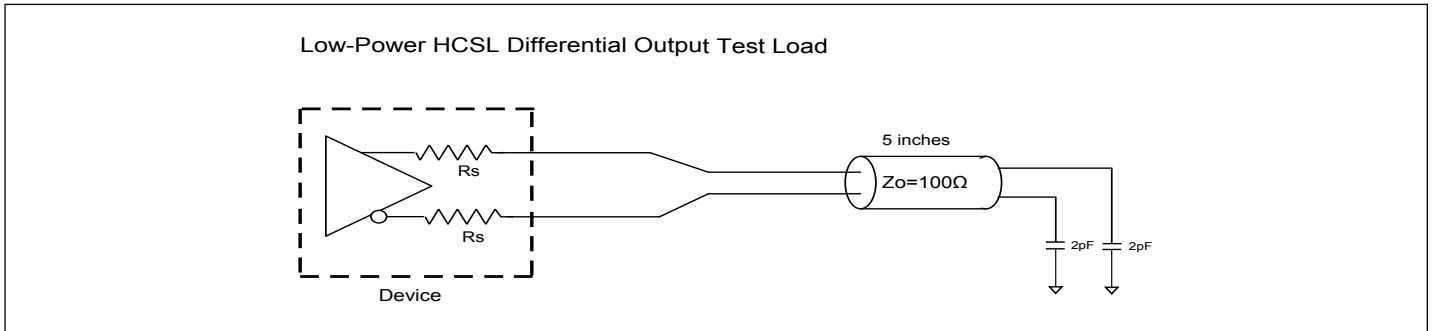 Low-Power HCSL Differential Output Test Load
5 inches
Rs
Zo=100Ω
Rs
2pF
2pF
Device